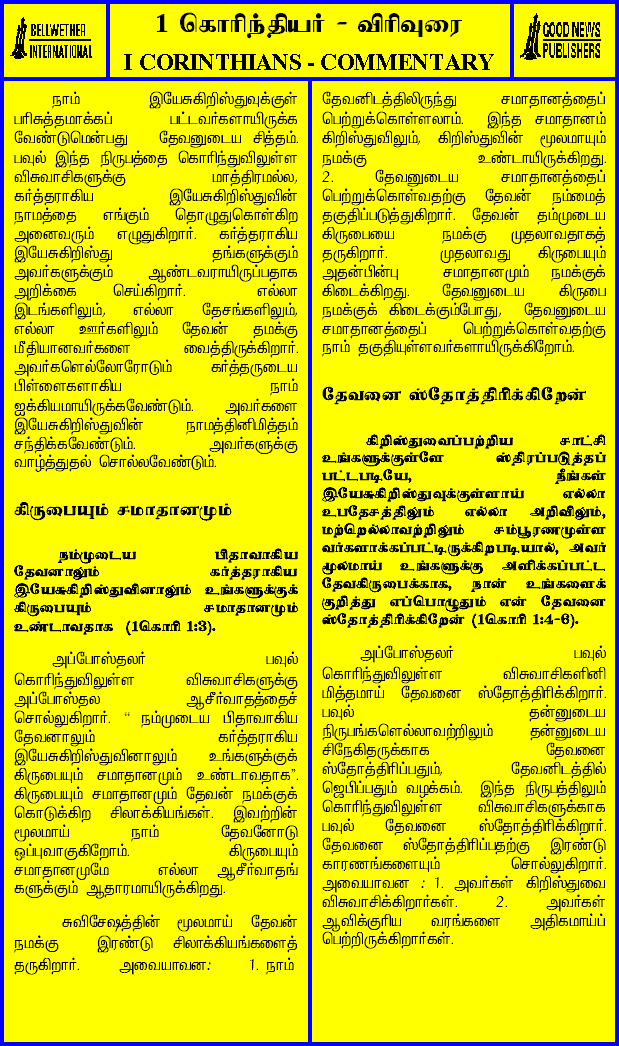 BELLWETHER
INTERNATIONAL
1 கொரிந்தியர் - விரிவுரை
I CORINTHIANS - COMMENTARY
GOOD NEWS
PUBLISHERS
நாம் இயேசுகிறிஸ்துவுக்குள்
பரிசுத்தமாக்கப் பட்டவர்களாயிருக்க
வேண்டுமென்பது தேவனுடைய சித்தம்.
பவுல் இந்த நிருபத்தை கொரிந்துவிலுள்ள
விசுவாசிகளுக்கு மாத்திரமல்ல,
கர்த்தராகிய இயேசுகிறிஸ்துவின்
நாமத்தை எங்கும் தொழுதுகொள்கிற
அனைவரும் எழுதுகிறார். கர்த்தராகிய
இயேசுகிறிஸ்து தங்களுக்கும்
அவர்களுக்கும் ஆண்டவராயிருப்பதாக
அறிக்கை செய்கிறார். எல்லா
இடங்களிலும், எல்லா தேசங்களிலும்,
எல்லா ஊர்களிலும் தேவன் தமக்கு
மீதியானவர்களை வைத்திருக்கிறார்.
அவர்களெல்லோரோடும் கர்த்தருடைய
பிள்ளைகளாகிய நாம்
ஐக்கியமாயிருக்கவேண்டும். அவர்களை
இயேசுகிறிஸ்துவின் நாமத்தினிமித்தம்
சந்திக்கவேண்டும். அவர்களுக்கு
வாழ்த்துதல் சொல்லவேண்டும்.
கிருபையும் சமாதானமும்
நம்முடைய பிதாவாகிய
தேவனாலும் கர்த்தராகிய
இயேசுகிறிஸ்துவினாலும் உங்களுக்குக்
கிருபையும் சமாதானமும்
உண்டாவதாக (1கொரி 1:3).
அப்போஸ்தலர் பவுல்
கொரிந்துவிலுள்ள விசுவாசிகளுக்கு
அப்போஸ்தல ஆசீர்வாதத்தைச்
சொல்லுகிறார். “ நம்முடைய பிதாவாகிய
தேவனாலும் கர்த்தராகிய
இயேசுகிறிஸ்துவினாலும் உங்களுக்குக்
கிருபையும் சமாதானமும் உண்டாவதாக”.
கிருபையும் சமாதானமும் தேவன் நமக்குக்
கொடுக்கிற சிலாக்கியங்கள். இவற்றின்
மூலமாய் நாம் தேவனோடு
ஒப்புவாகுகிறோம். கிருபையும்
சமாதானமுமே எல்லா ஆசீர்வாதங்
களுக்கும் ஆதாரமாயிருக்கிறது.
சுவிசேஷத்தின் மூலமாய் தேவன்
நமக்கு இரண்டு சிலாக்கியங்களைத்
தருகிறார். அவையாவன: 1. நாம்
தேவனிடத்திலிருந்து சமாதானத்தைப்
பெற்றுக்கொள்ளலாம். இந்த சமாதானம்
கிறிஸ்துவிலும், கிறிஸ்துவின் மூலமாயும்
நமக்கு உண்டாயிருக்கிறது.
2. தேவனுடைய சமாதானத்தைப்
பெற்றுக்கொள்வதற்கு தேவன் நம்மைத்
தகுதிப்படுத்துகிறார். தேவன் தம்முடைய
கிருபையை நமக்கு முதலாவதாகத்
தருகிறார். முதலாவது கிருபையும்
அதன்பின்பு சமாதானமும் நமக்குக்
கிடைக்கிறது. தேவனுடைய கிருபை
நமக்குக் கிடைக்கும்போது, தேவனுடைய
சமாதானத்தைப் பெற்றுக்கொள்வதற்கு
நாம் தகுதியுள்ளவர்களாயிருக்கிறோம்.
தேவனை ஸ்தோத்திரிக்கிறேன்
கிறிஸ்துவைப்பற்றிய சாட்சி
உங்களுக்குள்ளே ஸ்திரப்படுத்தப்
பட்டபடியே, நீங்கள்
இயேசுகிறிஸ்துவுக்குள்ளாய் எல்லா
உபதேசத்திலும் எல்லா அறிவிலும்,
மற்றெல்லாவற்றிலும் சம்பூரணமுள்ள
வர்களாக்கப்பட்டிருக்கிறபடியால், அவர்
மூலமாய் உங்களுக்கு அளிக்கப்பட்ட
தேவகிருபைக்காக, நான் உங்களைக்
குறித்து எப்பொழுதும் என் தேவனை
ஸ்தோத்திரிக்கிறேன் (1கொரி 1:4-6).
அப்போஸ்தலர் பவுல்
கொரிந்துவிலுள்ள விசுவாசிகளினி
மித்தமாய் தேவனை ஸ்தோத்திரிக்கிறார்.
பவுல் தன்னுடைய
நிருபங்களெல்லாவற்றிலும் தன்னுடைய
சிநேகிதருக்காக தேவனை
ஸ்தோத்திரிப்பதும், தேவனிடத்தில்
ஜெபிப்பதும் வழக்கம். இந்த நிருபத்திலும்
கொரிந்துவிலுள்ள விசுவாசிகளுக்காக
பவுல் தேவனை ஸ்தோத்திரிக்கிறார்.
தேவனை ஸ்தோத்திரிப்பதற்கு இரண்டு
காரணங்களையும் சொல்லுகிறார்.
அவையாவன : 1. அவர்கள் கிறிஸ்துவை
விசுவாசிக்கிறார்கள். 2. அவர்கள்
ஆவிக்குரிய வரங்களை அதிகமாய்ப்
பெற்றிருக்கிறார்கள்.